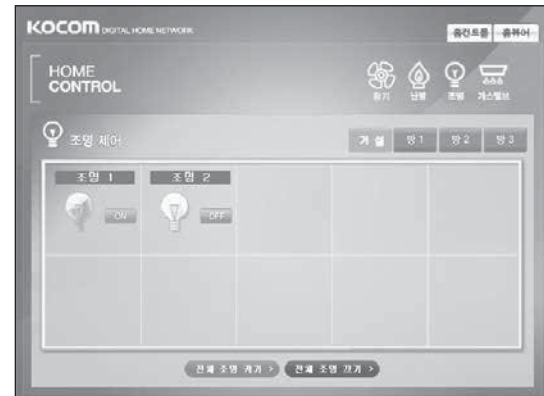 KOCOM DIGITAL HOME NETWORK
홈컨트롤 홈뷰어
HOME
CONTROL
환기 난방 조명 가스밸브
조명 제어
거실 방1 방2 방3
조명 1 조명 2
ON OFF
전체 조명 켜기 > 전체 조명 끄기 >